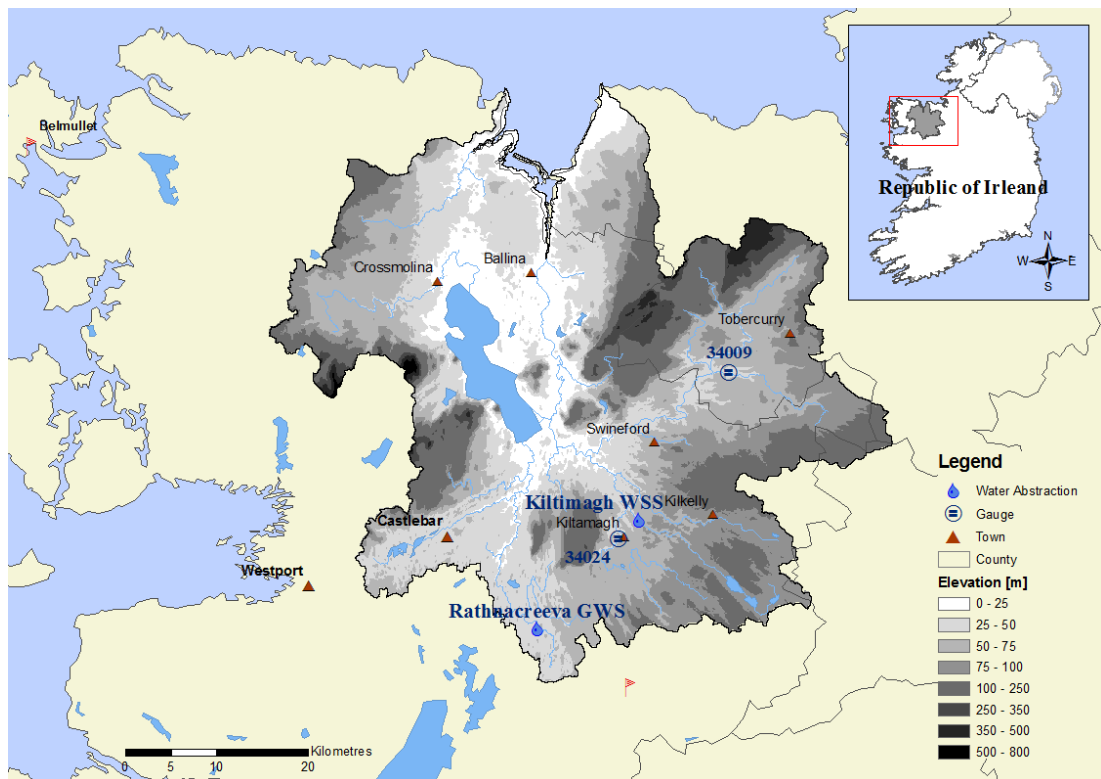 Belmullet
Republic of Irleand
N
W E
S
Crossmolina
Ballina
Tobercurry
34009
Swineford
Kiltimagh WSS
Kilkelly
Kiltamagh
Castlebar
34024
Westport
Rathnacreeva GWS
Legend
Water Abstraction
Gauge
Town
County
Elevation [m]
0 - 25
25 - 50
50 - 75
75 - 100
100 - 250
250 - 350
350 - 500
500 - 800
Kilometres
0 5 10 20